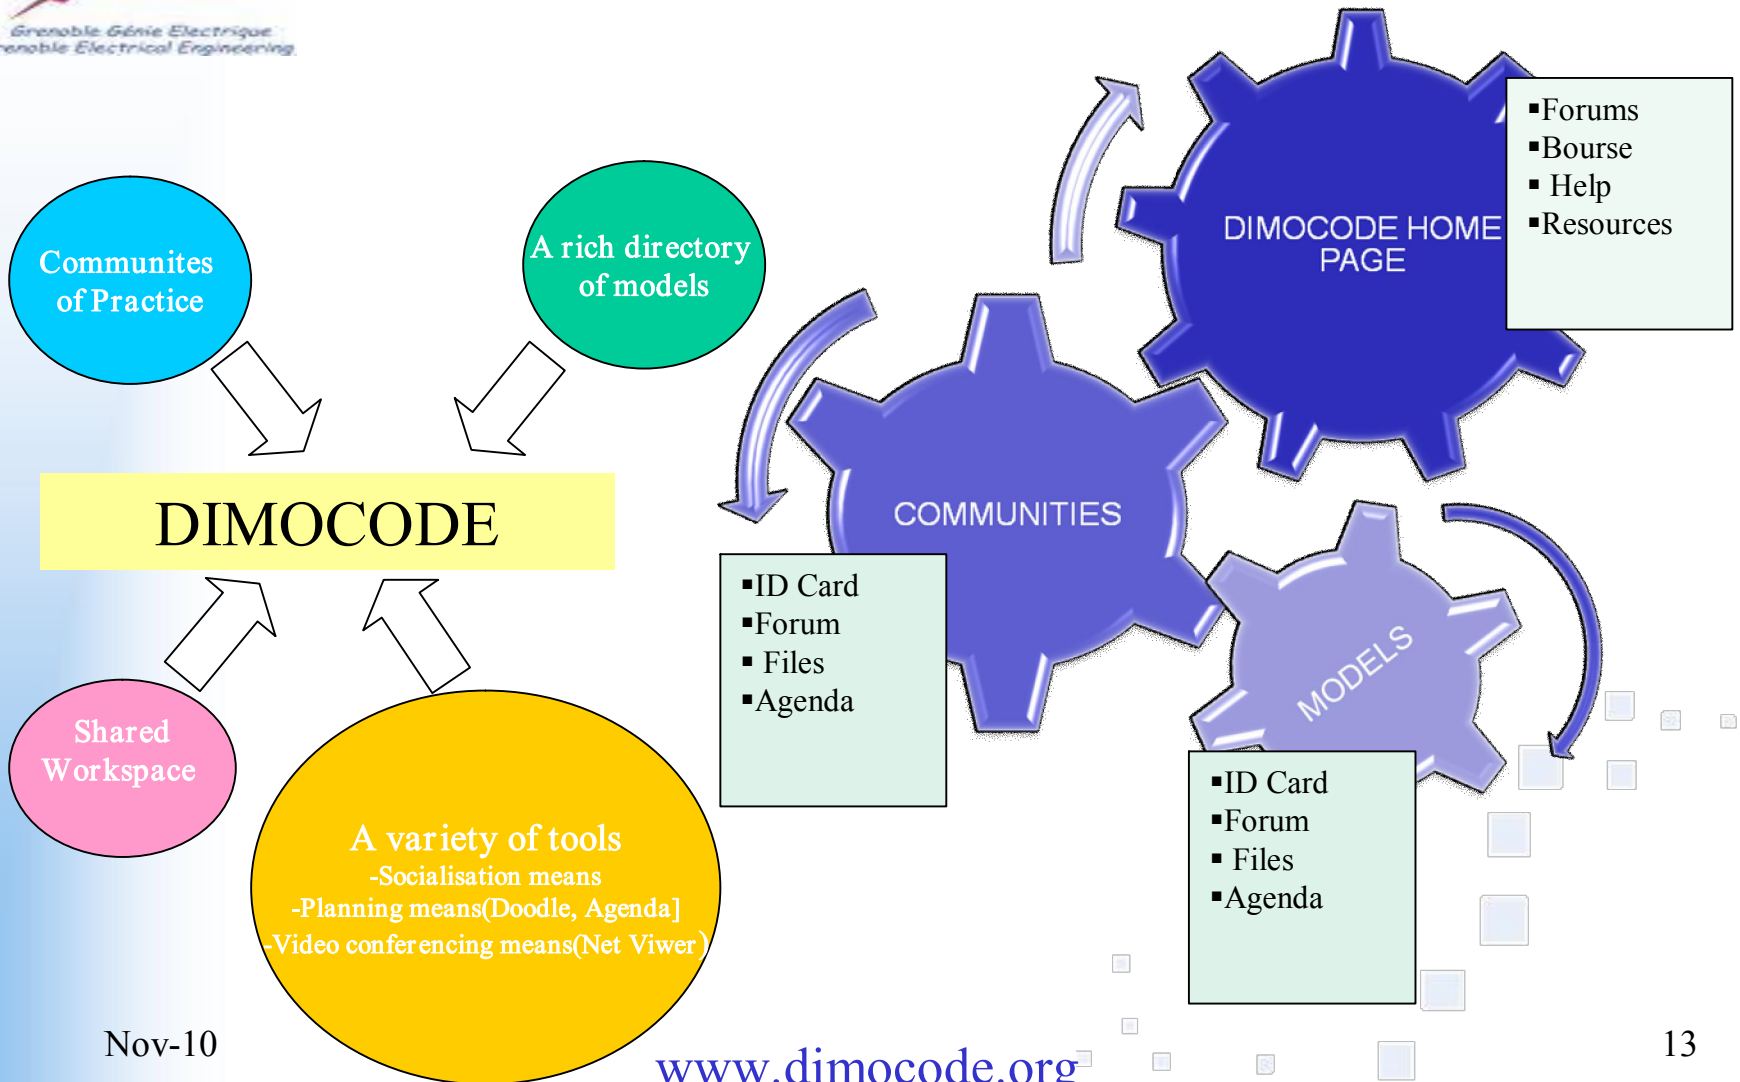 Grenoble Génie Electrique
enoble Electrical Engineering
Communites
of Practice
A rich directory
of models
DIMOCODE
Shared
Workspace
A variety of tools
-Socialisation means
-Planning means(Doodle, Agenda]
-Video conferencing means(Net Viwer)
DIMOCODE HOME
PAGE
▪Forums
▪Bourse
▪ Help
▪Resources
COMMUNITIES
▪ID Card
▪Forum
▪ Files
▪Agenda
MODELS
▪ID Card
▪Forum
▪ Files
▪Agenda
Nov-10
www.dimocode.org
13